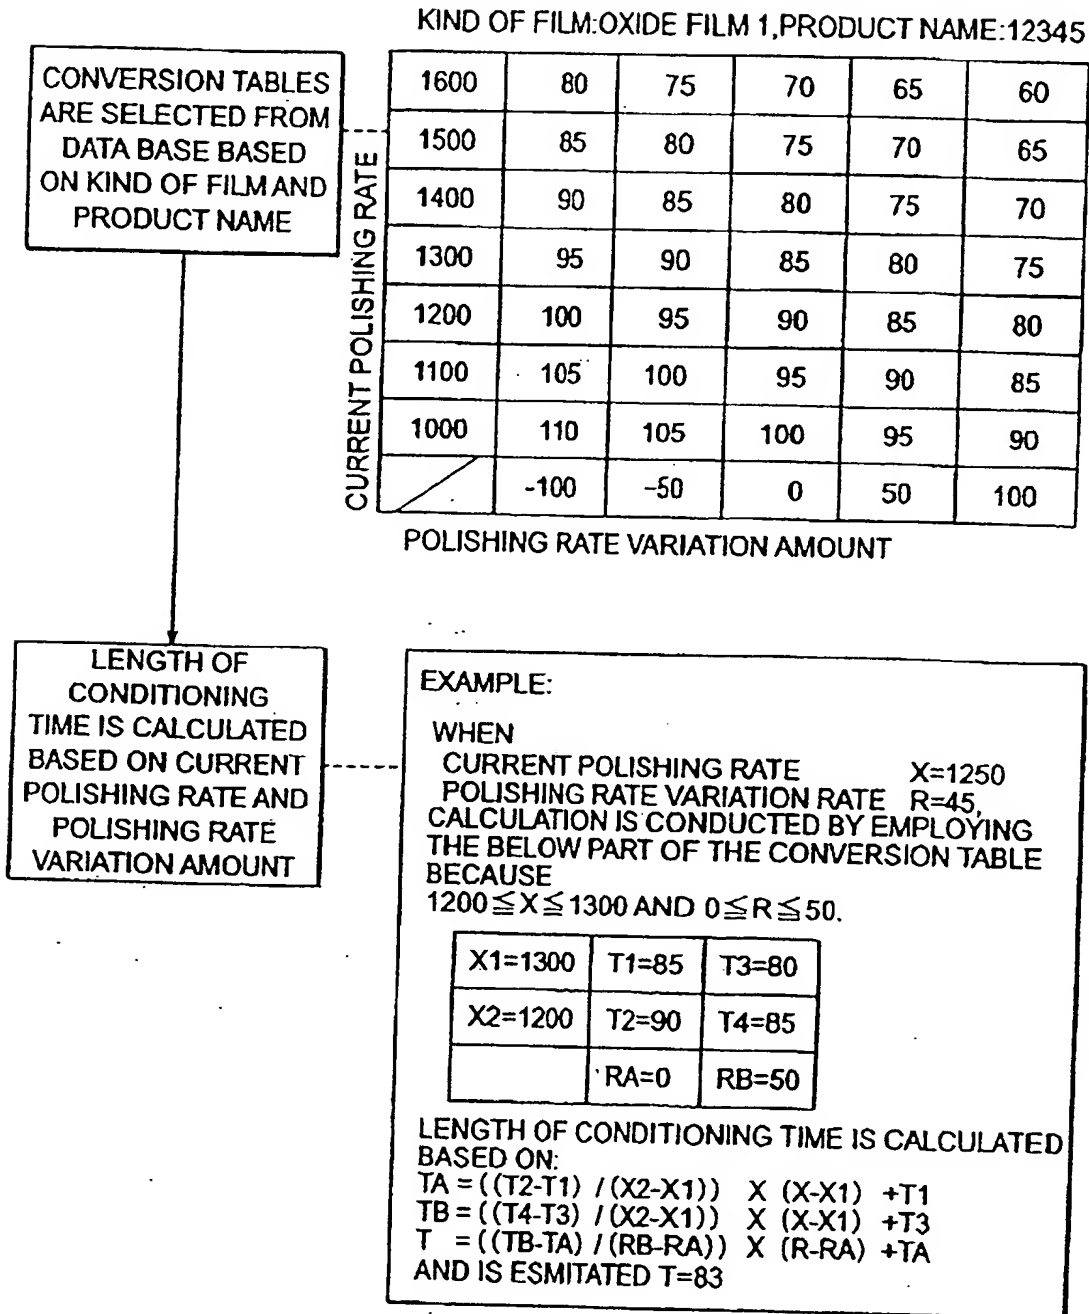 KIND OF FILM:OXIDE FILM 1,PRODUCT NAME:12345
CONVERSION TABLES
ARE SELECTED FROM
DATA BASE BASED
ON KIND OF FILM AND
PRODUCT NAME
CURRENT POLISHING RATE
1600 80 75 70 65 60
1500 85 80 75 70 65
1400 90 85 80 75 70
1300 95 90 85 80 75
1200 100 95 90 85 80
1100 105 100 95 90 85
1000 110 105 100 95 90
-100 -50 0 50 100
POLISHING RATE VARIATION AMOUNT
LENGTH OF
CONDITIONING
TIME IS CALCULATED
BASED ON CURRENT
POLISHING RATE AND
POLISHING RATE
VARIATION AMOUNT
EXAMPLE:
WHEN
CURRENT POLISHING RATE X=1250
POLISHING RATE VARIATION RATE R=45,
CALCULATION IS CONDUCTED BY EMPLOYING
THE BELOW PART OF THE CONVERSION TABLE
BECAUSE
1200≦X≦1300 AND 0≦R≦50.
X1=1300 T1=85 T3=80
X2=1200 T2=90 T4=85
RA=0 RB=50
LENGTH OF CONDITIONING TIME IS CALCULATED
BASED ON:
TA = ((T2-T1) /(X2-X1)) X (X-X1) +T1
TB = ((T4-T3) /(X2-X1)) X (X-X1) +T3
T = ((TB-TA) /(RB-RA)) X (R-RA) +TA
AND IS ESMITATED T=83